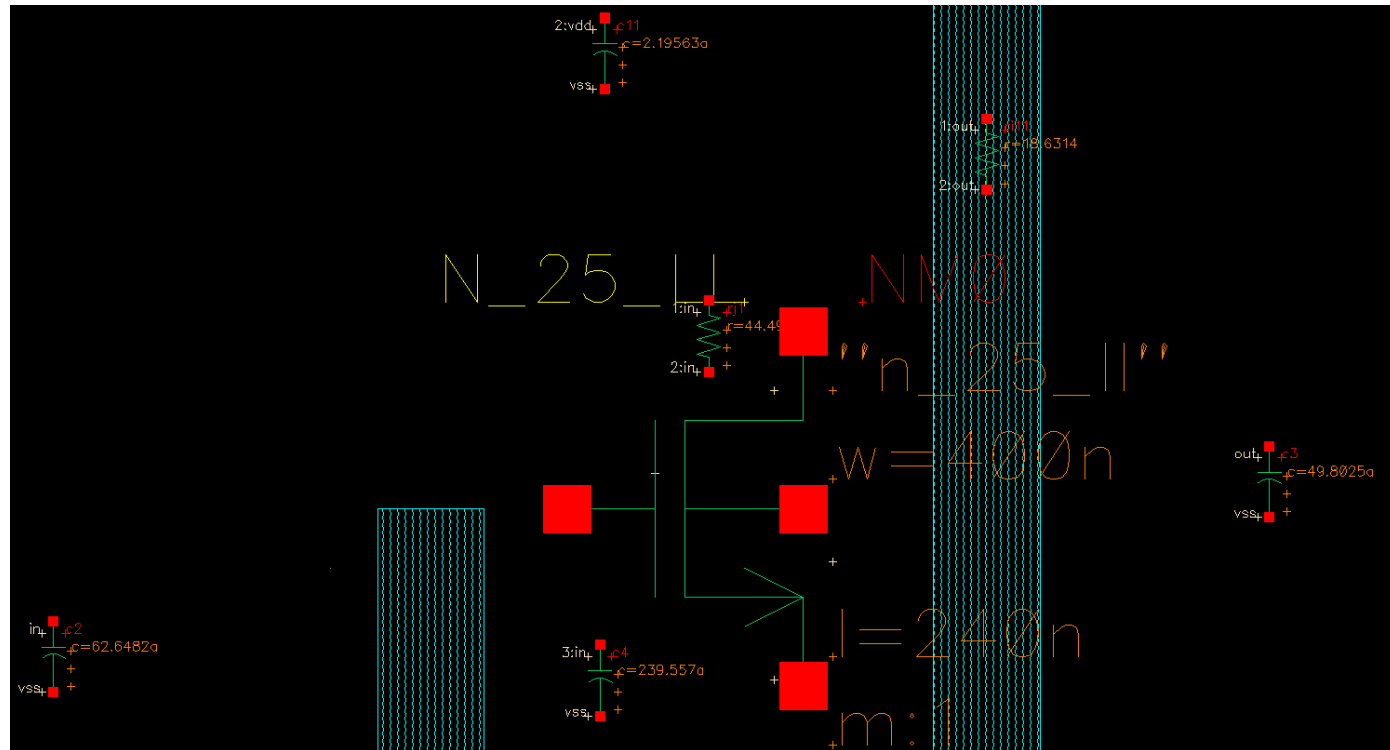 2:vdd c11
c=2.19563a
vss
1:out
r=18.6314
2:out
N_25_LL NM0
1:in rj1
r=44.49
2:in
"n_25_ll"
w=400n
out c3
c=49.8025a
vss
in c2
c=62.6482a
vss
3:in c4
c=239.557a
vss
l=240n
m:1